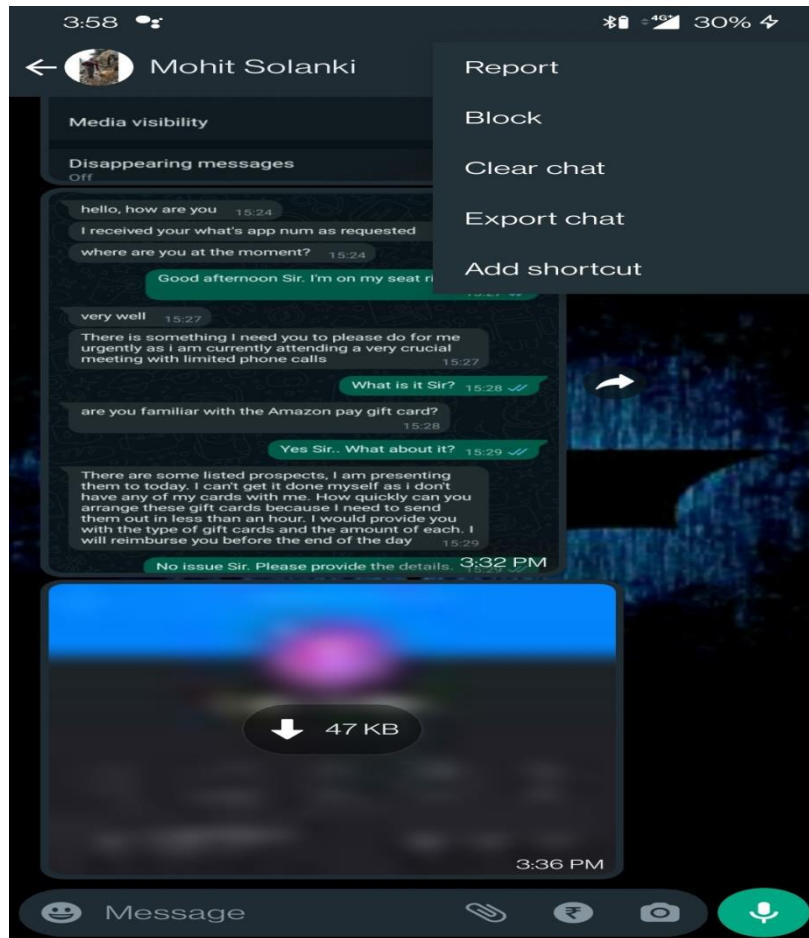 3:58
4G+ 30%
Mohit Solanki
Report
Block
Clear chat
Export chat
Add shortcut
Media visibility
Disappearing messages
Off
hello, how are you 15:24
I received your what's app num as requested
where are you at the moment? 15:24
Good afternoon Sir. I'm on my seat
very well 15:27
There is something I need you to please do for me
urgently as i am currently attending a very crucial
meeting with limited phone calls 15:27
What is it Sir? 15:28
are you familiar with the Amazon pay gift card?
15:28
Yes Sir.. What about it? 15:29
There are some listed prospects, I am presenting
them to today. I can't get it done myself as i don't
have any of my cards with me. How quickly can you
arrange these gift cards because I need to send
them out in less than an hour. I would provide you
with the type of gift cards and the amount of each. I
will reimburse you before the end of the day 15:29
No issue Sir. Please provide the details. 3:32 PM
47 KB
3:36 PM
Message
₹